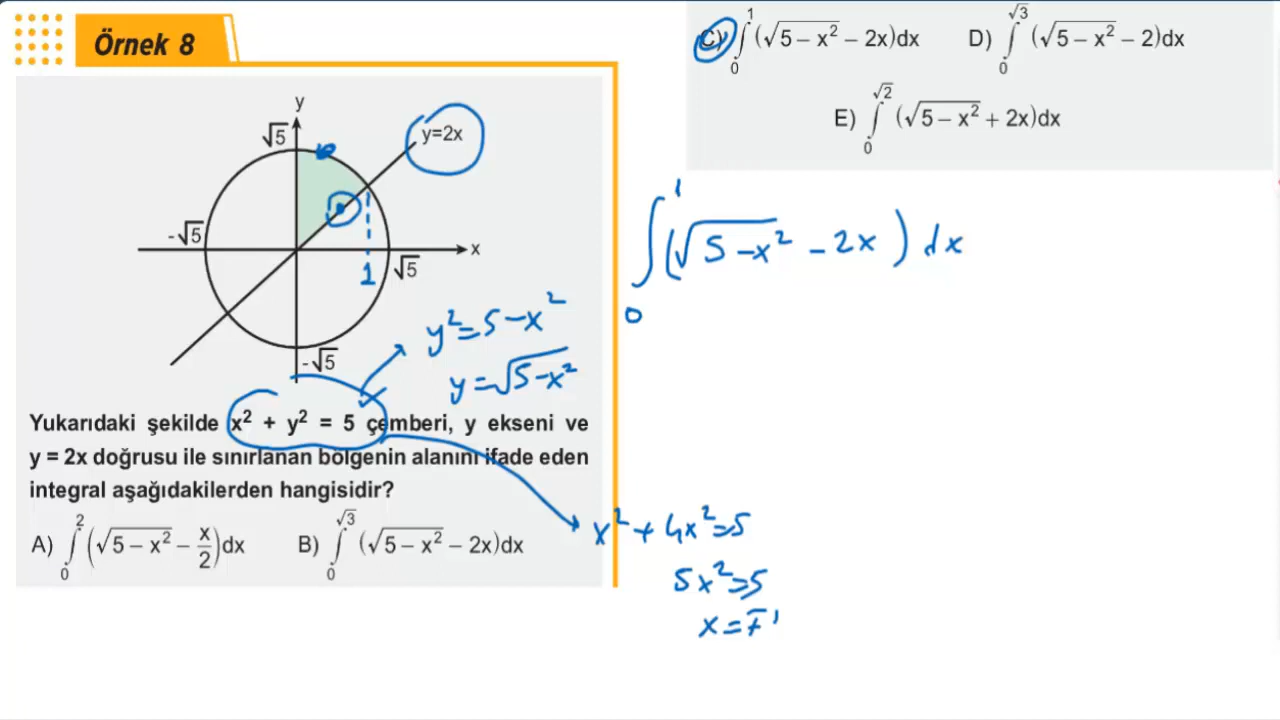 Örnek 8
y
√5
y=2x
-√5
x
1
√5
-√5
y²=5-x²
y=√5-x²
Yukarıdaki şekilde x² + y² = 5 çemberi, y ekseni ve
y = 2x doğrusu ile sınırlanan bölgenin alanını ifade eden
integral aşağıdakilerden hangisidir?
A) ∫₀² (√5 – x² – x/2)dx B) ∫₀^√3 (√5 – x² – 2x)dx
C) ∫₀¹ (√5 – x² – 2x)dx D) ∫₀^√3 (√5 – x² – 2)dx
E) ∫₀^√2 (√5 – x² + 2x)dx
∫₀¹ (√5-x² - 2x) dx
x² + 4x² = 5
5x² = 5
x = ∓1